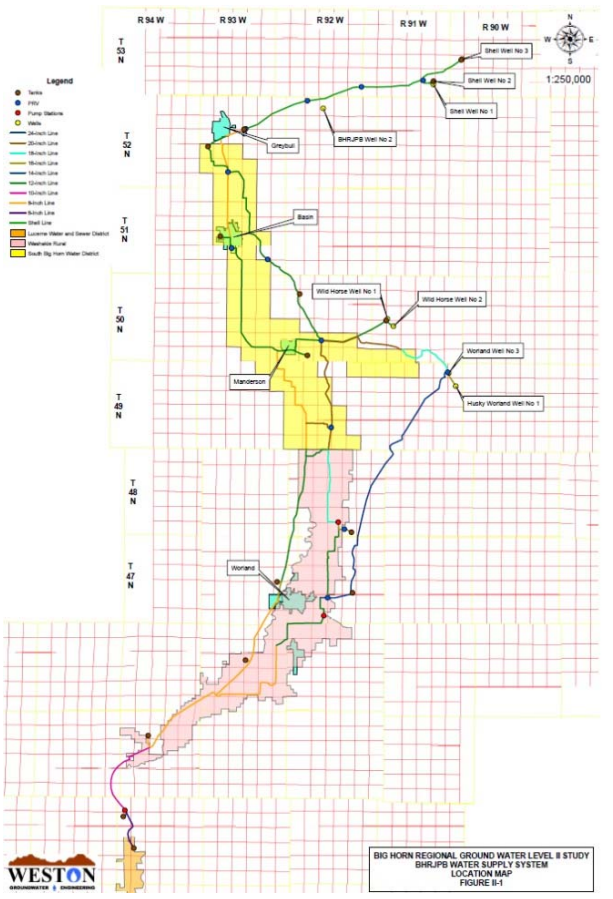 R 94 W
R 93 W
R 92 W
R 91 W
R 90 W
T
53
N
N
W
E
S
1:250,000
Shell Well No 3
Shell Well No 2
Shell Well No 1
BHRJPB Well No 2
Legend
Tanks
PRV
Pump Stations
Wells
24-inch Line
20-inch Line
18-inch Line
16-inch Line
14-inch Line
12-inch Line
10-inch Line
8-inch Line
6-inch Line
Shell Line
Lucerne Water and Sewer District
Washakie Rural
South Big Horn Water District
T
52
N
Greybull
T
51
N
Basin
T
50
N
Wild Horse Well No 1
Wild Horse Well No 2
Worland Well No 3
Manderson
Husky Worland Well No 1
T
49
N
T
48
N
T
47
N
Worland
WESTON
GROUNDWATER ENGINEERING
BIG HORN REGIONAL GROUND WATER LEVEL II STUDY
BHRJPB WATER SUPPLY SYSTEM
LOCATION MAP
FIGURE II-1